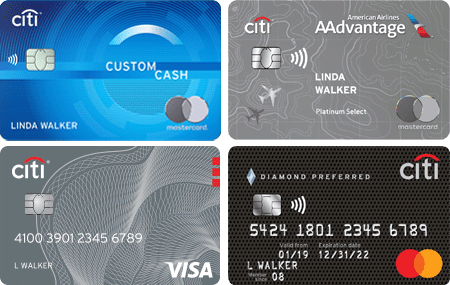 citi
CUSTOM
CASH
LINDA WALKER
mastercard
citi
American Airlines
AAdvantage
LINDA
WALKER
Platinum Select
mastercard
citi
4100 3901 2345 6789
L WALKER
VISA
DIAMOND PREFERRED
citi
5424 1801 2345 6789
Valid from
Expiration date
01/19
12/31/22
L WALKER
Member
since
08